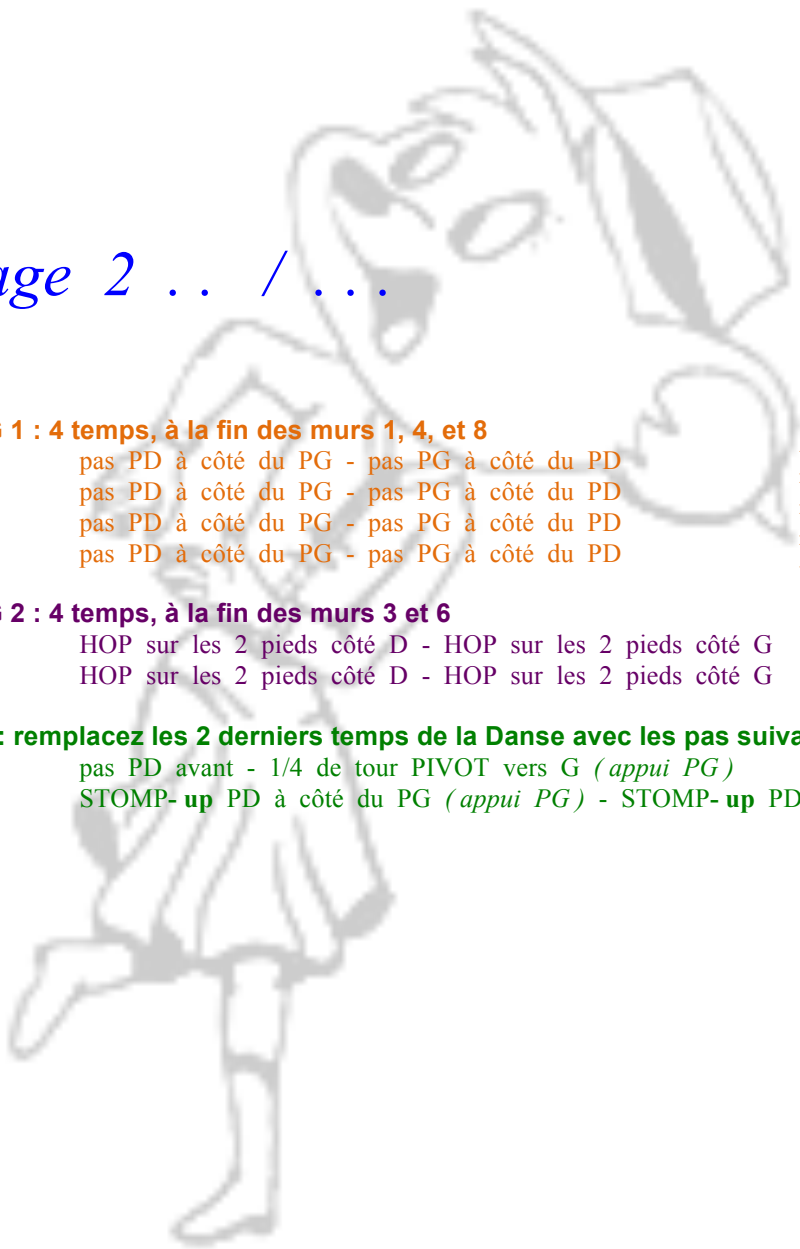 age 2 . . / . . .
1 : 4 temps, à la fin des murs 1, 4, et 8
pas PD à côté du PG - pas PG à côté du PD
pas PD à côté du PG - pas PG à côté du PD
pas PD à côté du PG - pas PG à côté du PD
pas PD à côté du PG - pas PG à côté du PD
2 : 4 temps, à la fin des murs 3 et 6
HOP sur les 2 pieds côté D - HOP sur les 2 pieds côté G
HOP sur les 2 pieds côté D - HOP sur les 2 pieds côté G
: remplacez les 2 derniers temps de la Danse avec les pas suiva
pas PD avant - 1/4 de tour PIVOT vers G ( appui PG )
STOMP- up PD à côté du PG ( appui PG ) - STOMP- up PD